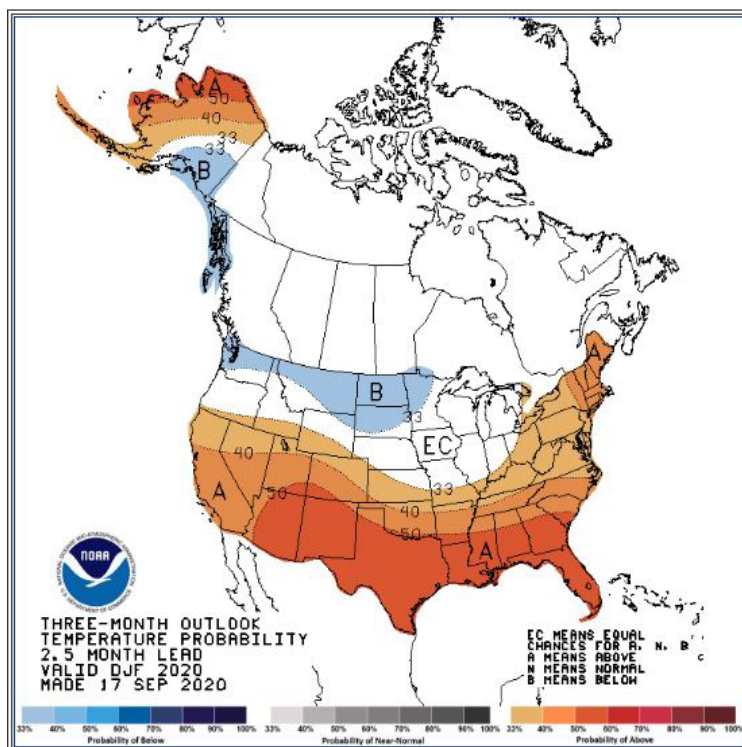 A
50
40
33
33
B
B
33
EC
A
40
A
50
33
40
50
A
NOAA
THREE-MONTH OUTLOOK
TEMPERATURE PROBABILITY
2.5 MONTH LEAD
VALID DJF 2020
MADE 17 SEP 2020
EC MEANS EQUAL
CHANCES FOR A, N, B
A MEANS ABOVE
N MEANS NORMAL
B MEANS BELOW
33% 40% 50% 60% 70% 80% 90% 100% 33% 40% 50% 60% 70% 80% 90% 100% 33% 40% 50% 60% 70% 80% 90% 100%
Probability of Below Probability of Near-Normal Probability of Above